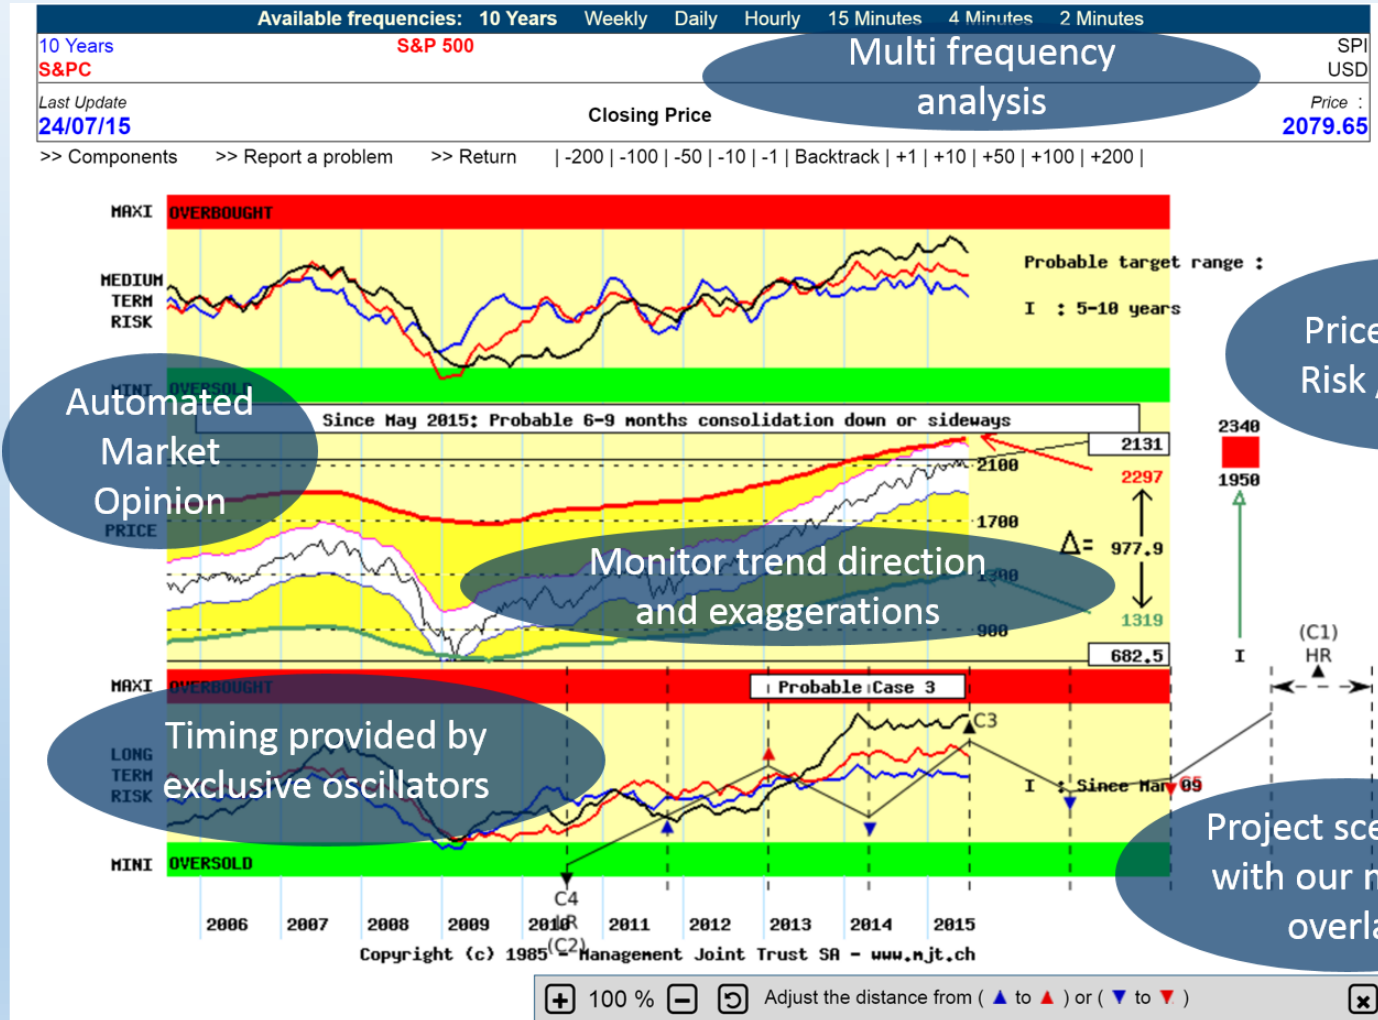 Available frequencies: 10 Years Weekly Daily Hourly 15 Minutes 4 Minutes 2 Minutes
10 Years S&P 500 SPI
S&PC USD
Multi frequency
analysis
Last Update Price :
24/07/15 Closing Price 2079.65
>> Components >> Report a problem >> Return | -200 | -100 | -50 | -10 | -1 | Backtrack | +1 | +10 | +50 | +100 | +200 |
MAXI OVERBOUGHT
MEDIUM
TERM
RISK
Probable target range :
I : 5-10 years
Price
Risk
MINI OVERSOLD
Automated
Market
Opinion
Since May 2015: Probable 6-9 months consolidation down or sideways
2131
2100
2297
2340
1950
PRICE
1700
Δ= 977.9
Monitor trend direction
and exaggerations
1300
1319
900
682.5
I
(C1)
HR
MAXI OVERBOUGHT
Probable Case 3
C3
Timing provided by
exclusive oscillators
LONG
TERM
RISK
I : Since Mar 09
Project sce
with our m
overla
MINI OVERSOLD
C4
LR
(C2)
2006 2007 2008 2009 2010 2011 2012 2013 2014 2015
Copyright (c) 1985 - Management Joint Trust SA - www.mjt.ch
100 % Adjust the distance from ( ▲ to ▲ ) or ( ▼ to ▼ )